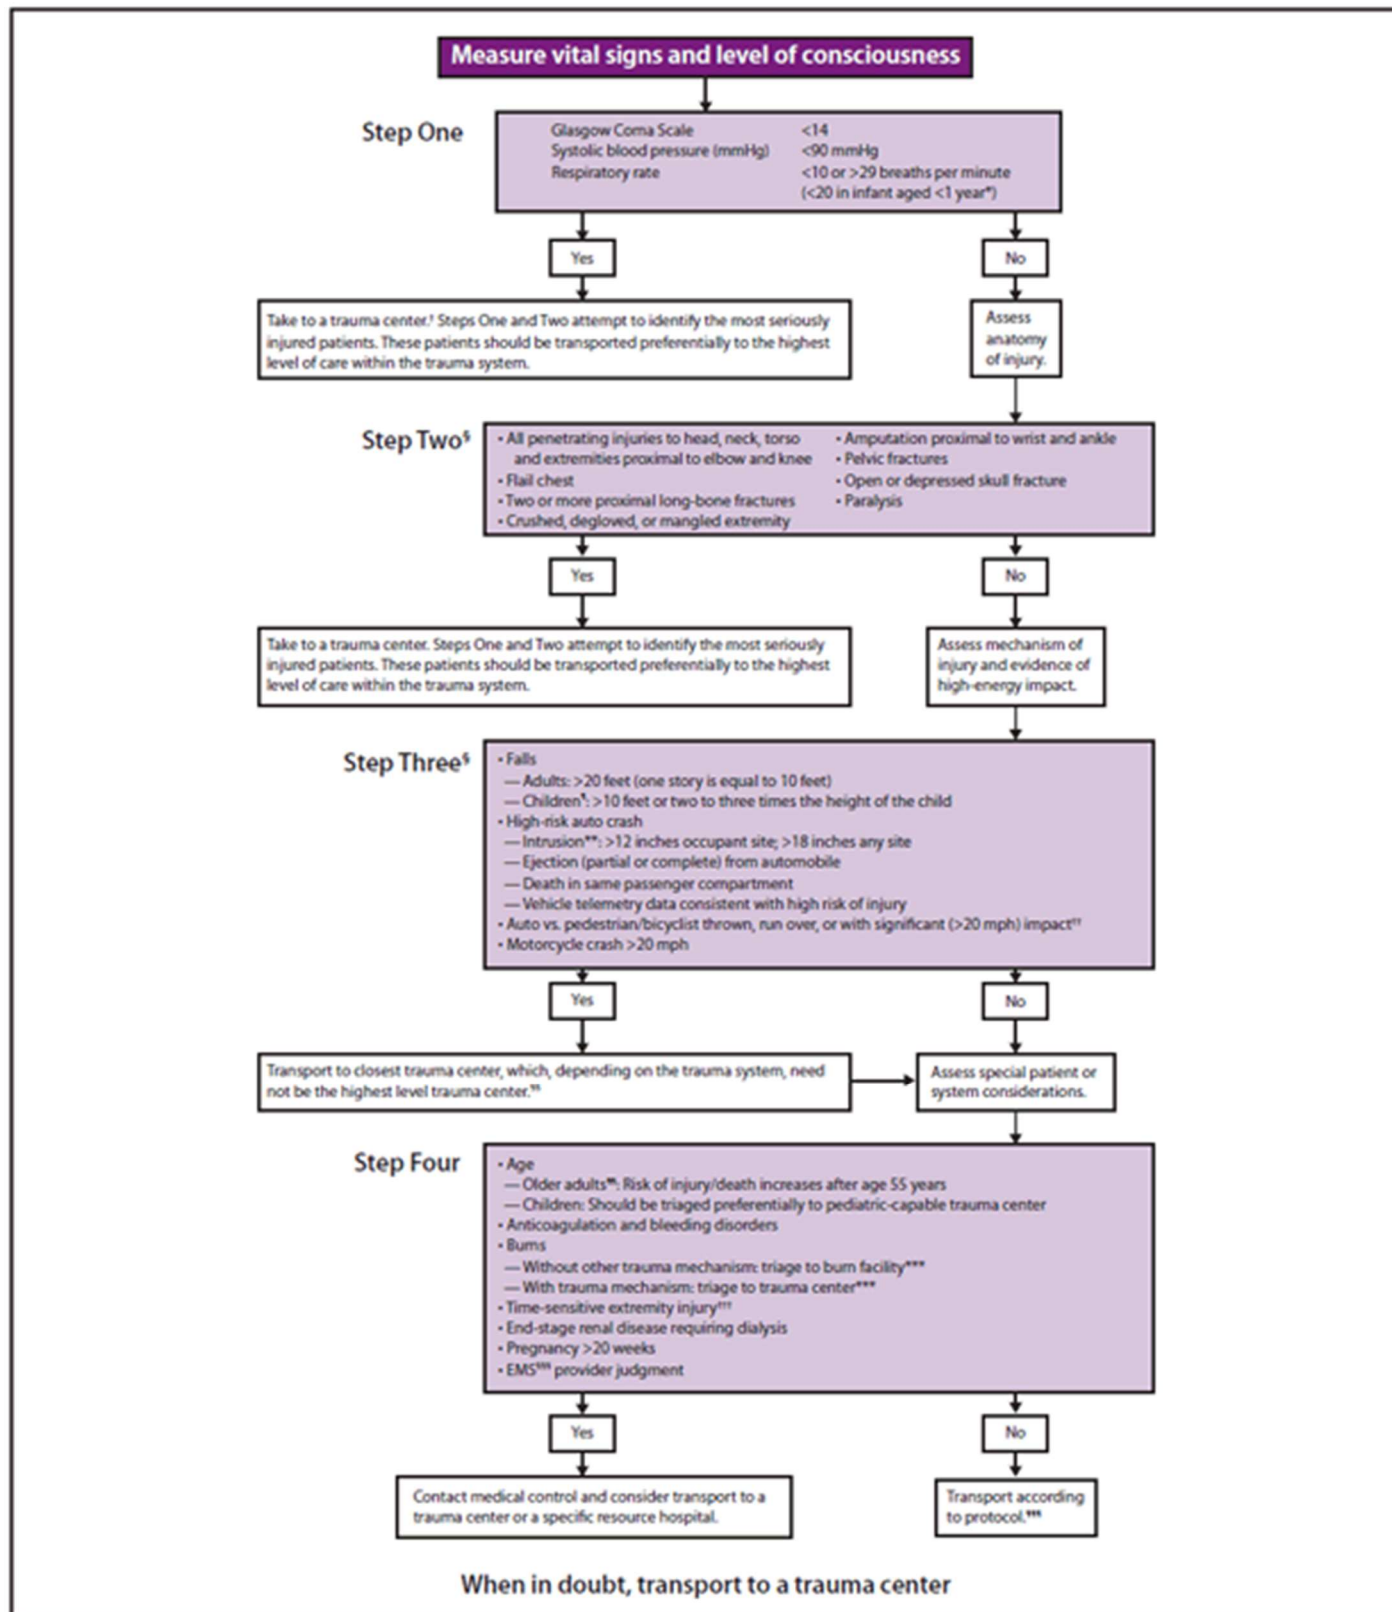 Measure vital signs and level of consciousness
Step One
Glasgow Coma Scale <14
Systolic blood pressure (mmHg) <90 mmHg
Respiratory rate <10 or >29 breaths per minute
(<20 in infant aged <1 year*)
Yes
No
Take to a trauma center.† Steps One and Two attempt to identify the most seriously
injured patients. These patients should be transported preferentially to the highest
level of care within the trauma system.
Assess
anatomy
of injury.
Step Two§
• All penetrating injuries to head, neck, torso
and extremities proximal to elbow and knee
• Flail chest
• Two or more proximal long-bone fractures
• Crushed, degloved, or mangled extremity
• Amputation proximal to wrist and ankle
• Pelvic fractures
• Open or depressed skull fracture
• Paralysis
Yes
No
Take to a trauma center. Steps One and Two attempt to identify the most seriously
injured patients. These patients should be transported preferentially to the highest
level of care within the trauma system.
Assess mechanism of
injury and evidence of
high-energy impact.
Step Three§
• Falls
— Adults: >20 feet (one story is equal to 10 feet)
— Children¶: >10 feet or two to three times the height of the child
• High-risk auto crash
— Intrusion**: >12 inches occupant site; >18 inches any site
— Ejection (partial or complete) from automobile
— Death in same passenger compartment
— Vehicle telemetry data consistent with high risk of injury
• Auto vs. pedestrian/bicyclist thrown, run over, or with significant (>20 mph) impact††
• Motorcycle crash >20 mph
Yes
No
Transport to closest trauma center, which, depending on the trauma system, need
not be the highest level trauma center.§§
Assess special patient or
system considerations.
Step Four
• Age
— Older adults¶¶: Risk of injury/death increases after age 55 years
— Children: Should be triaged preferentially to pediatric-capable trauma center
• Anticoagulation and bleeding disorders
• Burns
— Without other trauma mechanism: triage to burn facility***
— With trauma mechanism: triage to trauma center***
• Time-sensitive extremity injury†††
• End-stage renal disease requiring dialysis
• Pregnancy >20 weeks
• EMS§§§ provider judgment
Yes
No
Contact medical control and consider transport to a
trauma center or a specific resource hospital.
Transport according
to protocol.¶¶¶
When in doubt, transport to a trauma center